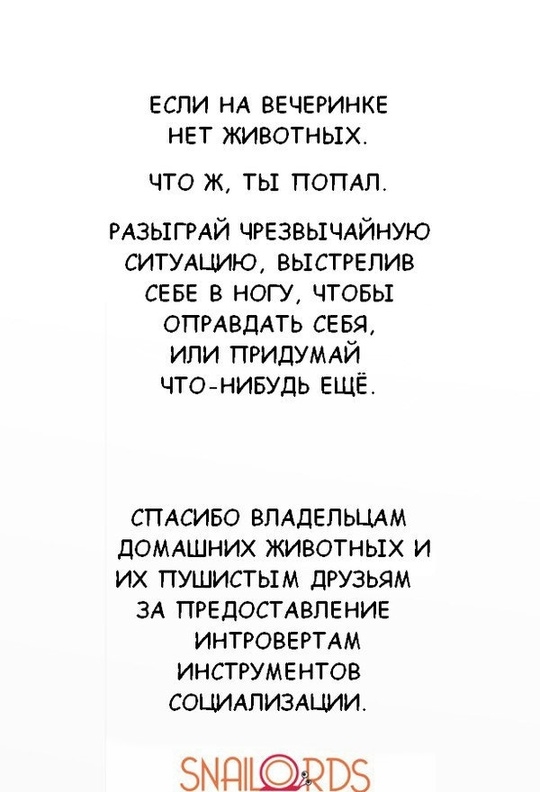 ЕСЛИ НА ВЕЧЕРИНКЕ
НЕТ ЖИВОТНЫХ.
ЧТО Ж, ТЫ ПОПАЛ.
РАЗЫГРАЙ ЧРЕЗВЫЧАЙНУЮ
СИТУАЦИЮ, ВЫСТРЕЛИВ
СЕБЕ В НОГУ, ЧТОБЫ
ОПРАВДАТЬ СЕБЯ,
ИЛИ ПРИДУМАЙ
ЧТО-НИБУДЬ ЕЩЁ.
СПАСИБО ВЛАДЕЛЬЦАМ
ДОМАШНИХ ЖИВОТНЫХ И
ИХ ПУШИСТЫМ ДРУЗЬЯМ
ЗА ПРЕДОСТАВЛЕНИЕ
ИНТРОВЕРТАМ
ИНСТРУМЕНТОВ
СОЦИАЛИЗАЦИИ.
SNAILORDS